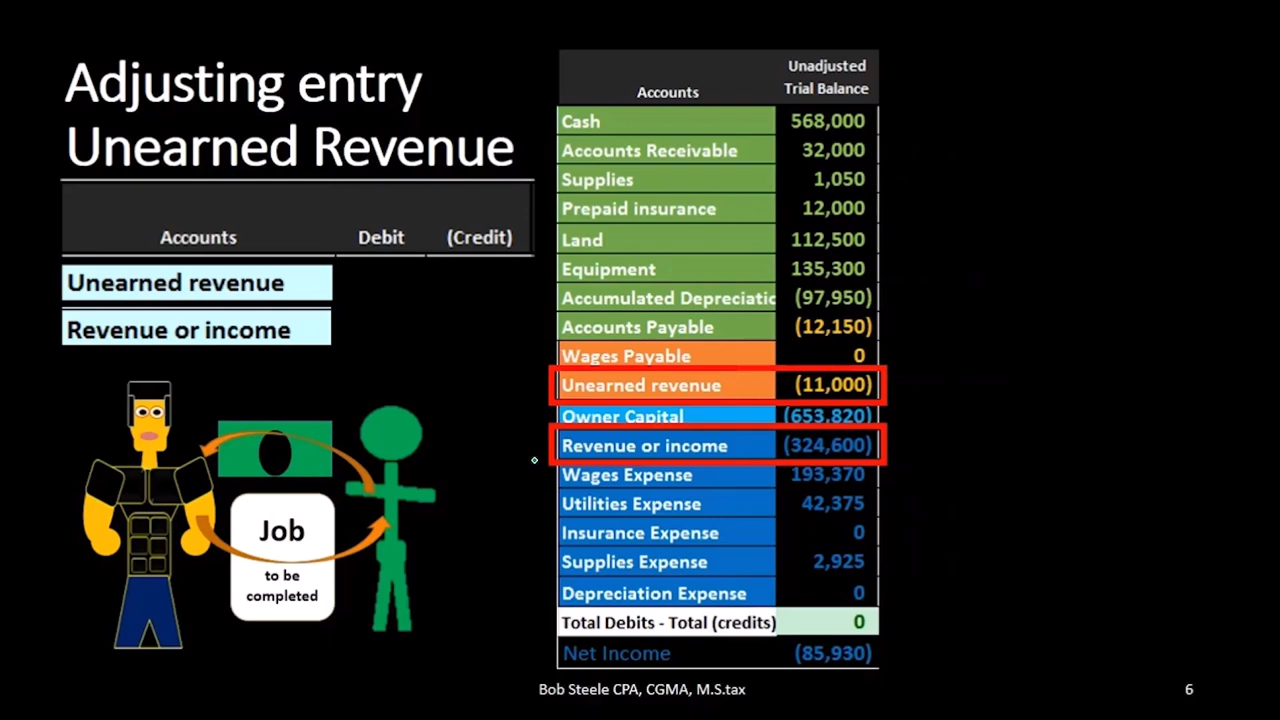 Adjusting entry
Unearned Revenue
Accounts Debit (Credit)
Unearned revenue
Revenue or income
Job
to be
completed
Unadjusted
Accounts Trial Balance
Cash 568,000
Accounts Receivable 32,000
Supplies 1,050
Prepaid insurance 12,000
Land 112,500
Equipment 135,300
Accumulated Depreciatic (97,950)
Accounts Payable (12,150)
Wages Payable 0
Unearned revenue (11,000)
Owner Capital (653,820)
Revenue or income (324,600)
Wages Expense 193,370
Utilities Expense 42,375
Insurance Expense 0
Supplies Expense 2,925
Depreciation Expense 0
Total Debits - Total (credits) 0
Net Income (85,930)
Bob Steele CPA, CGMA, M.S.tax 6